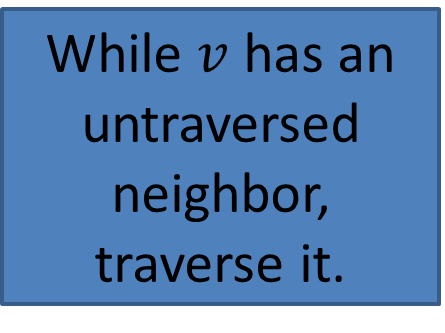 While 𝑣 has an
untraversed
neighbor,
traverse it.